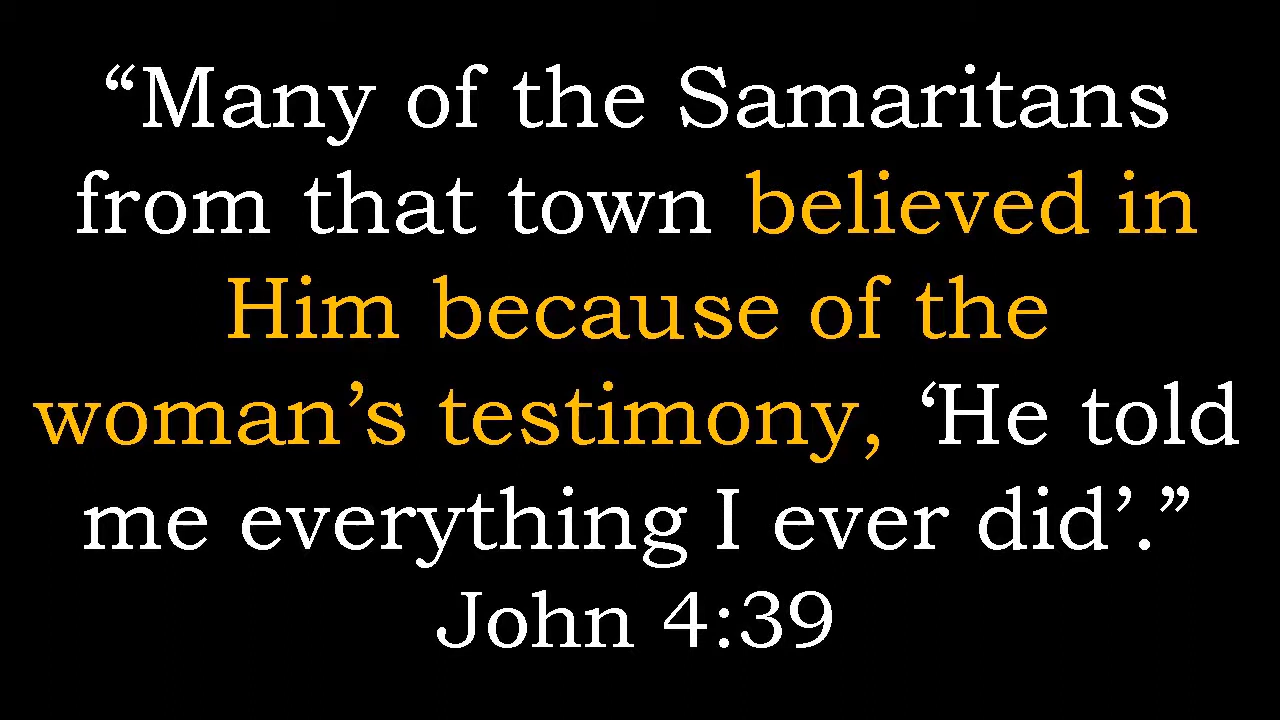 “Many of the Samaritans
from that town believed in
Him because of the
woman’s testimony, ‘He told
me everything I ever did’.”
John 4:39